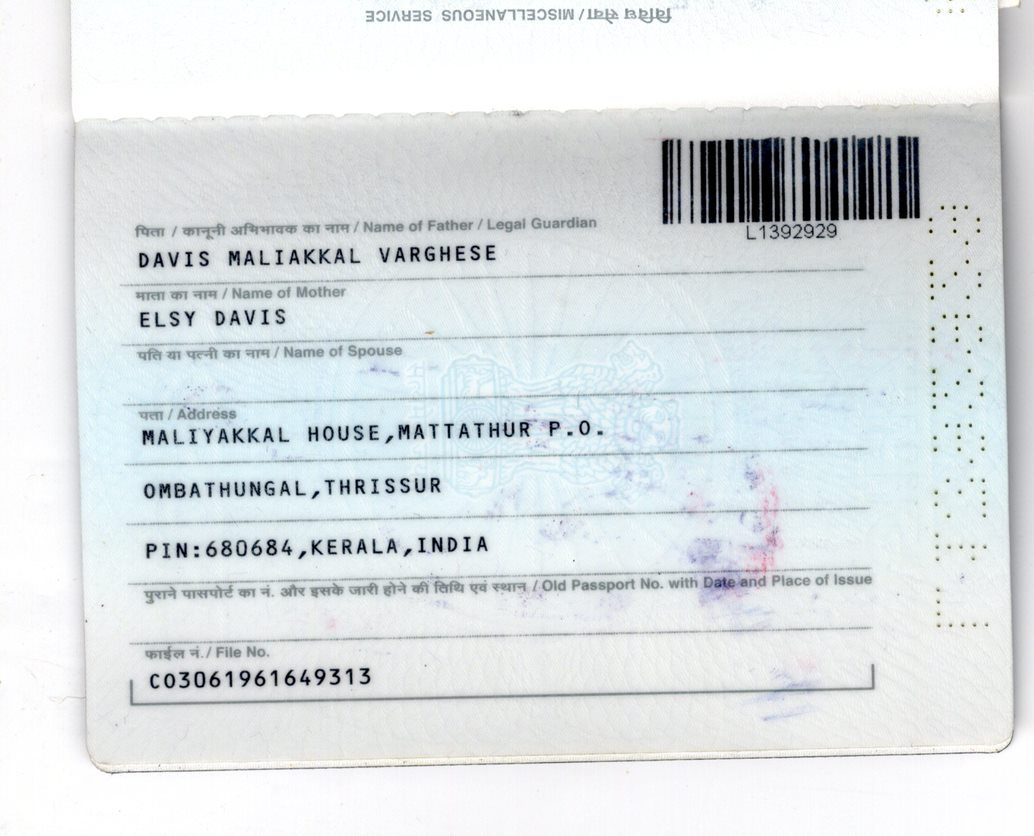 विविध सेवा / MISCELLANEOUS SERVICE
L1392929
पिता / कानूनी अभिभावक का नाम / Name of Father / Legal Guardian
DAVIS MALIAKKAL VARGHESE
माता का नाम / Name of Mother
ELSY DAVIS
पति या पत्नी का नाम / Name of Spouse
पता / Address
MALIYAKKAL HOUSE,MATTATHUR P.O.
OMBATHUNGAL,THRISSUR
PIN:680684,KERALA,INDIA
पुराने पासपोर्ट का नं. और इसके जारी होने की तिथि एवं स्थान / Old Passport No. with Date and Place of Issue
फाईल नं. / File No.
CO3061961649313